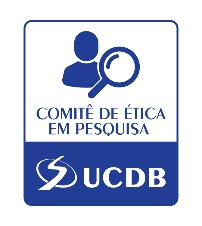 COMITÊ DE ÉTICA
EM PESQUISA
UCDB